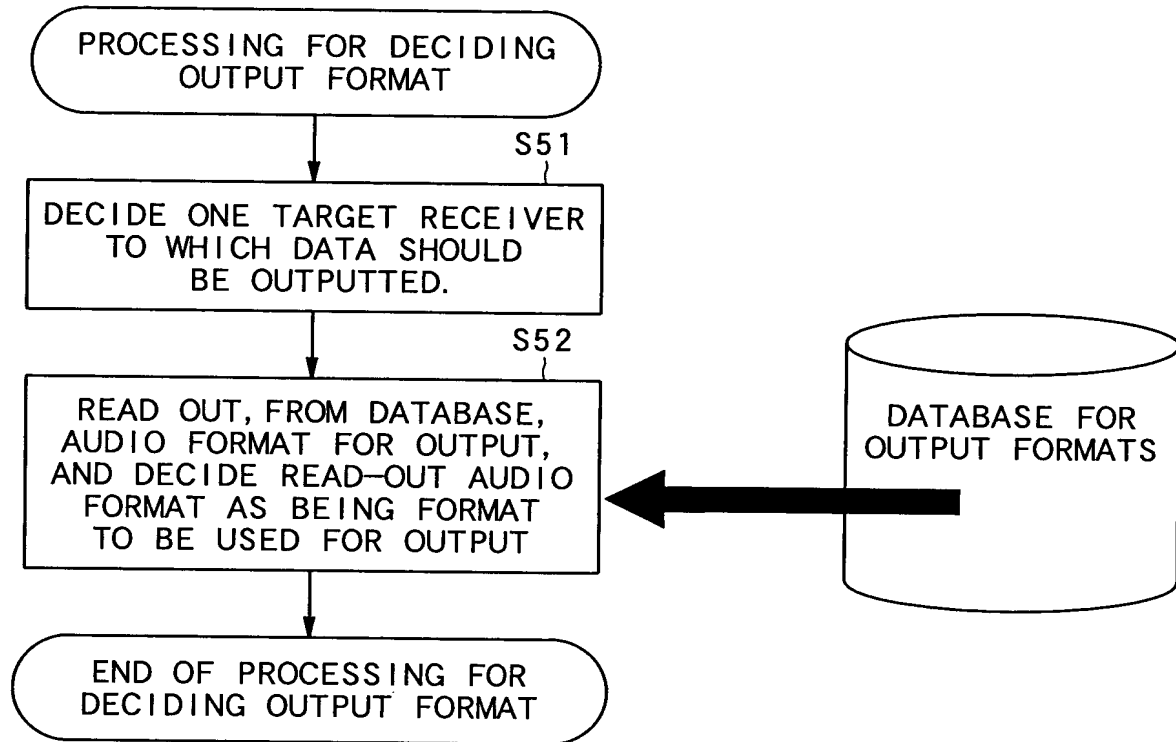 PROCESSING FOR DECIDING
OUTPUT FORMAT
S51
DECIDE ONE TARGET RECEIVER
TO WHICH DATA SHOULD
BE OUTPUTTED.
S52
READ OUT, FROM DATABASE,
AUDIO FORMAT FOR OUTPUT,
AND DECIDE READ-OUT AUDIO
FORMAT AS BEING FORMAT
TO BE USED FOR OUTPUT
DATABASE FOR
OUTPUT FORMATS
END OF PROCESSING FOR
DECIDING OUTPUT FORMAT